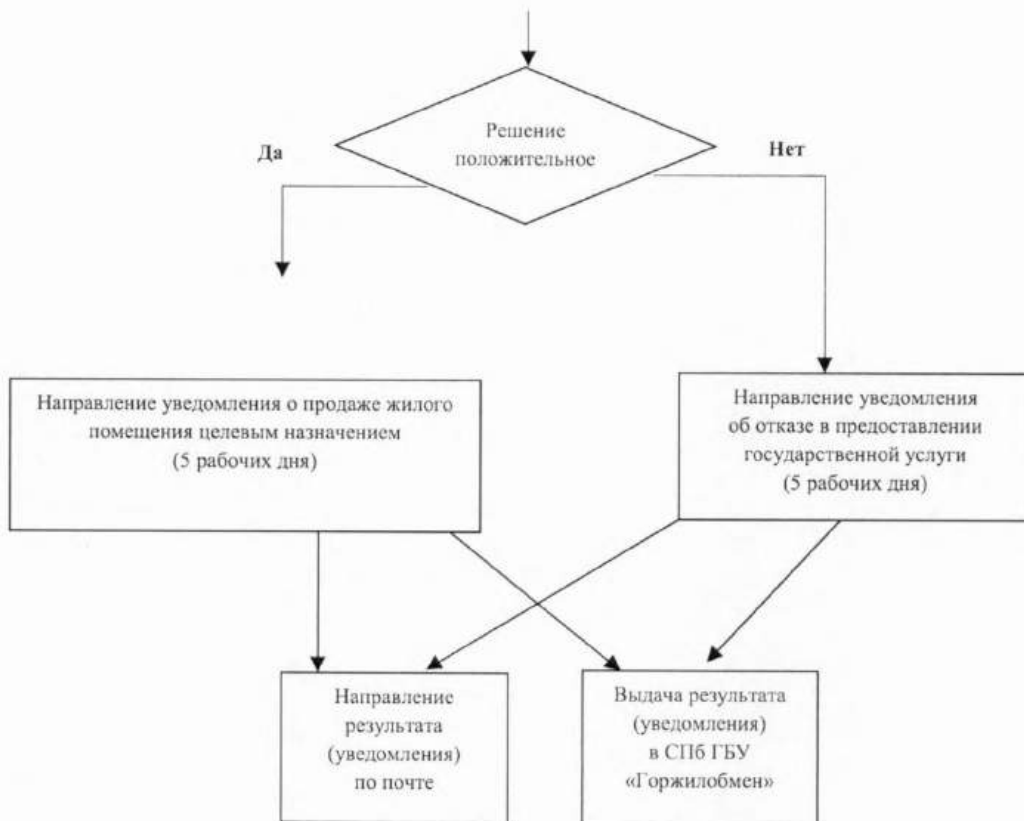 Решение
положительное
Да
Нет
Направление уведомления о продаже жилого
помещения целевым назначением
(5 рабочих дня)
Направление уведомления
об отказе в предоставлении
государственной услуги
(5 рабочих дня)
Направление
результата
(уведомления)
по почте
Выдача результата
(уведомления)
в СПб ГБУ
«Горжилобмен»